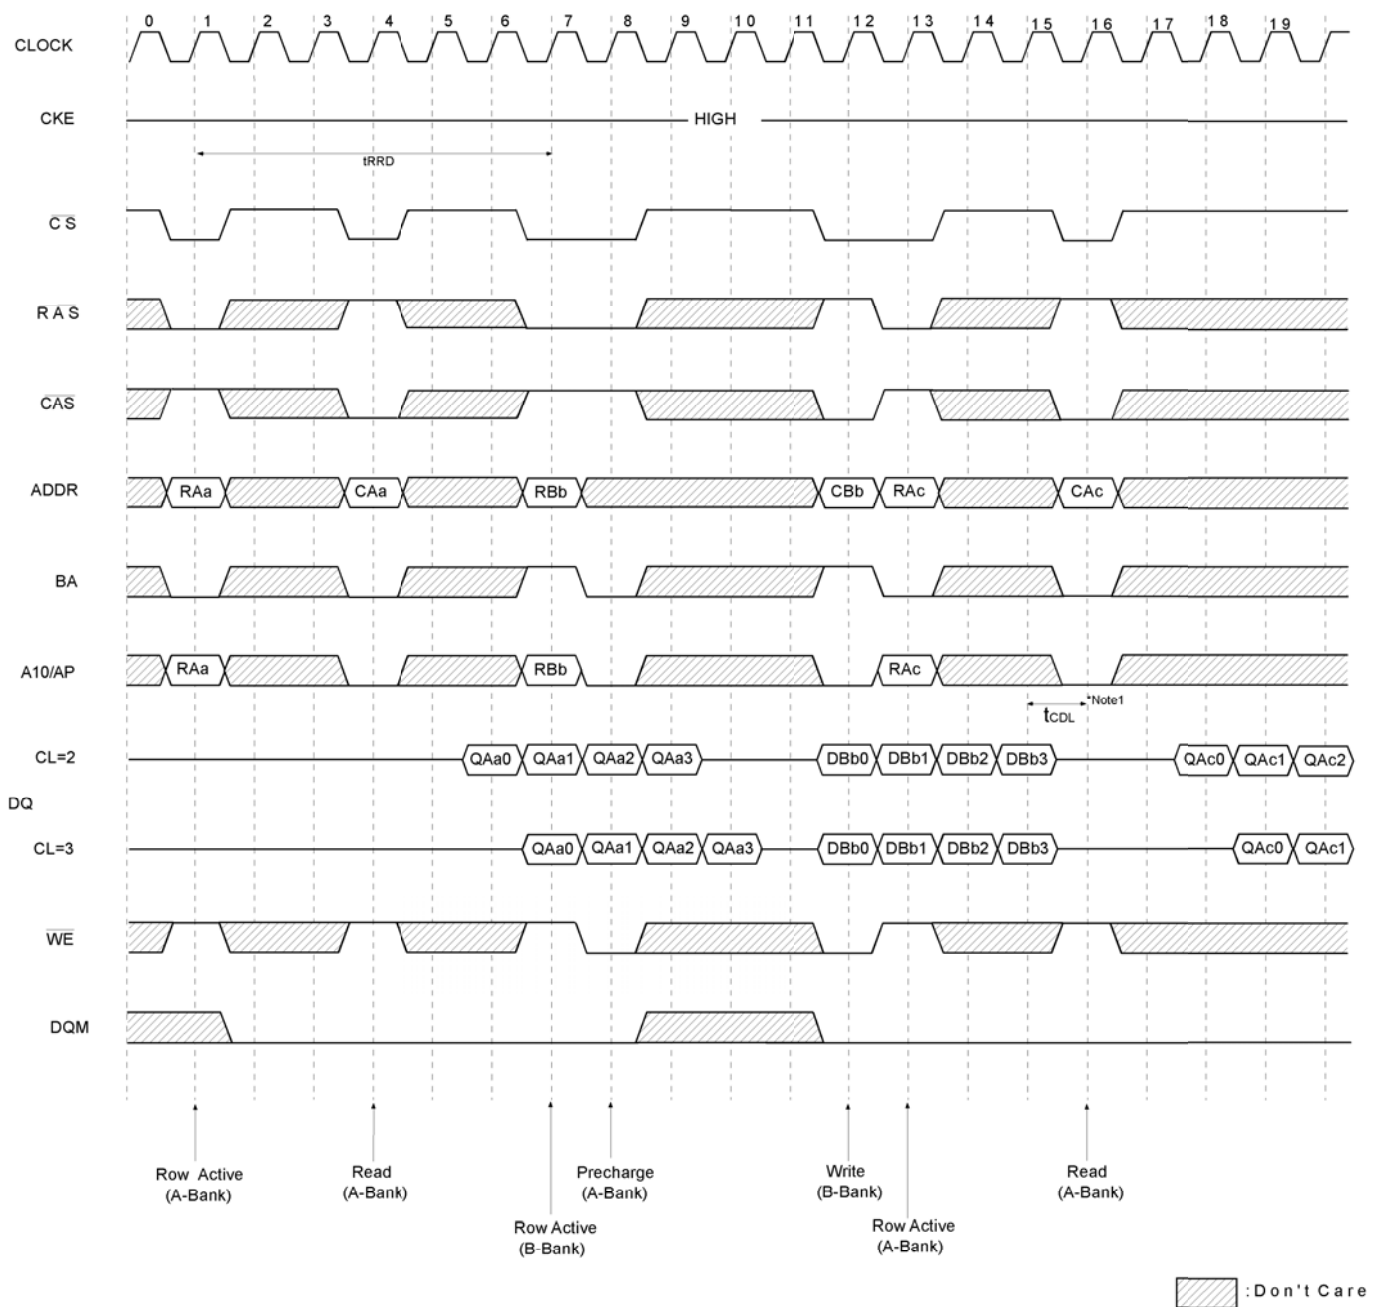 0 1 2 3 4 5 6 7 8 9 10 11 12 13 14 15 16 17 18 19
CLOCK
CKE HIGH
tRRD
CS
RAS
CAS
ADDR RAa CAa RBb CBb RAc CAc
BA
A10/AP RAa RBb RAc
tCDL *Note1
CL=2 QAa0 QAa1 QAa2 QAa3 DBb0 DBb1 DBb2 DBb3 QAc0 QAc1 QAc2
DQ
CL=3 QAa0 QAa1 QAa2 QAa3 DBb0 DBb1 DBb2 DBb3 QAc0 QAc1
WE
DQM
Row Active
(A-Bank)
Read
(A-Bank)
Row Active
(B-Bank)
Precharge
(A-Bank)
Write
(B-Bank)
Row Active
(A-Bank)
Read
(A-Bank)
:Don't Care